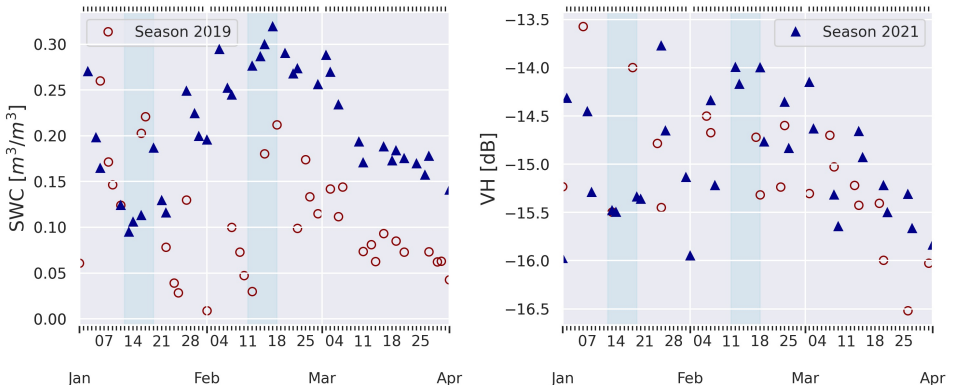 SWC [m³/m³]
0.30
0.25
0.20
0.15
0.10
0.05
0.00
Season 2019
07 14 21 28 04 11 18 25 04 11 18 25
Jan Feb Mar Apr
VH [dB]
−13.5
−14.0
−14.5
−15.0
−15.5
−16.0
−16.5
Season 2021
07 14 21 28 04 11 18 25 04 11 18 25
Jan Feb Mar Apr